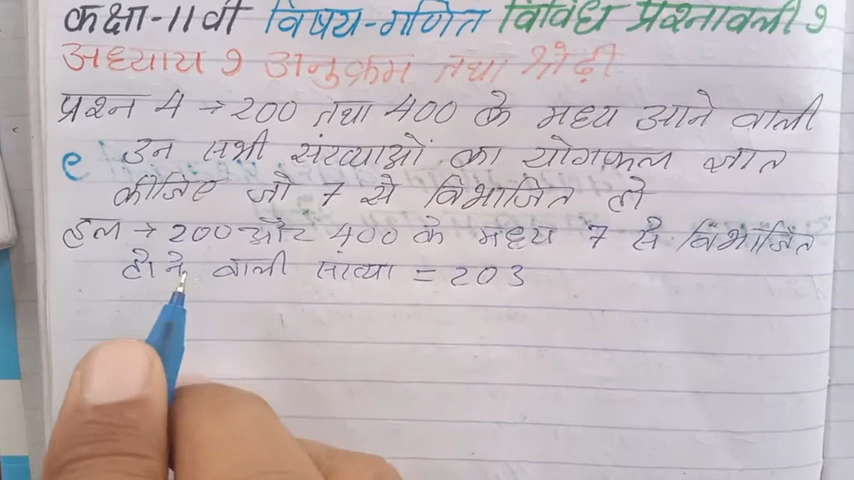 कक्षा-11वी विषय-गणित विविध प्रश्नावली 9
अध्याय 9 अनुक्रम तथा श्रेढ़ी
प्रश्न 4 → 200 तथा 400 के मध्य आने वाली
उन सभी संख्याओं का योगफल ज्ञात
कीजिए जो 7 से विभाजित हो
हल → 200 और 400 के मध्य 7 से विभाजित
होने वाली संख्या = 203